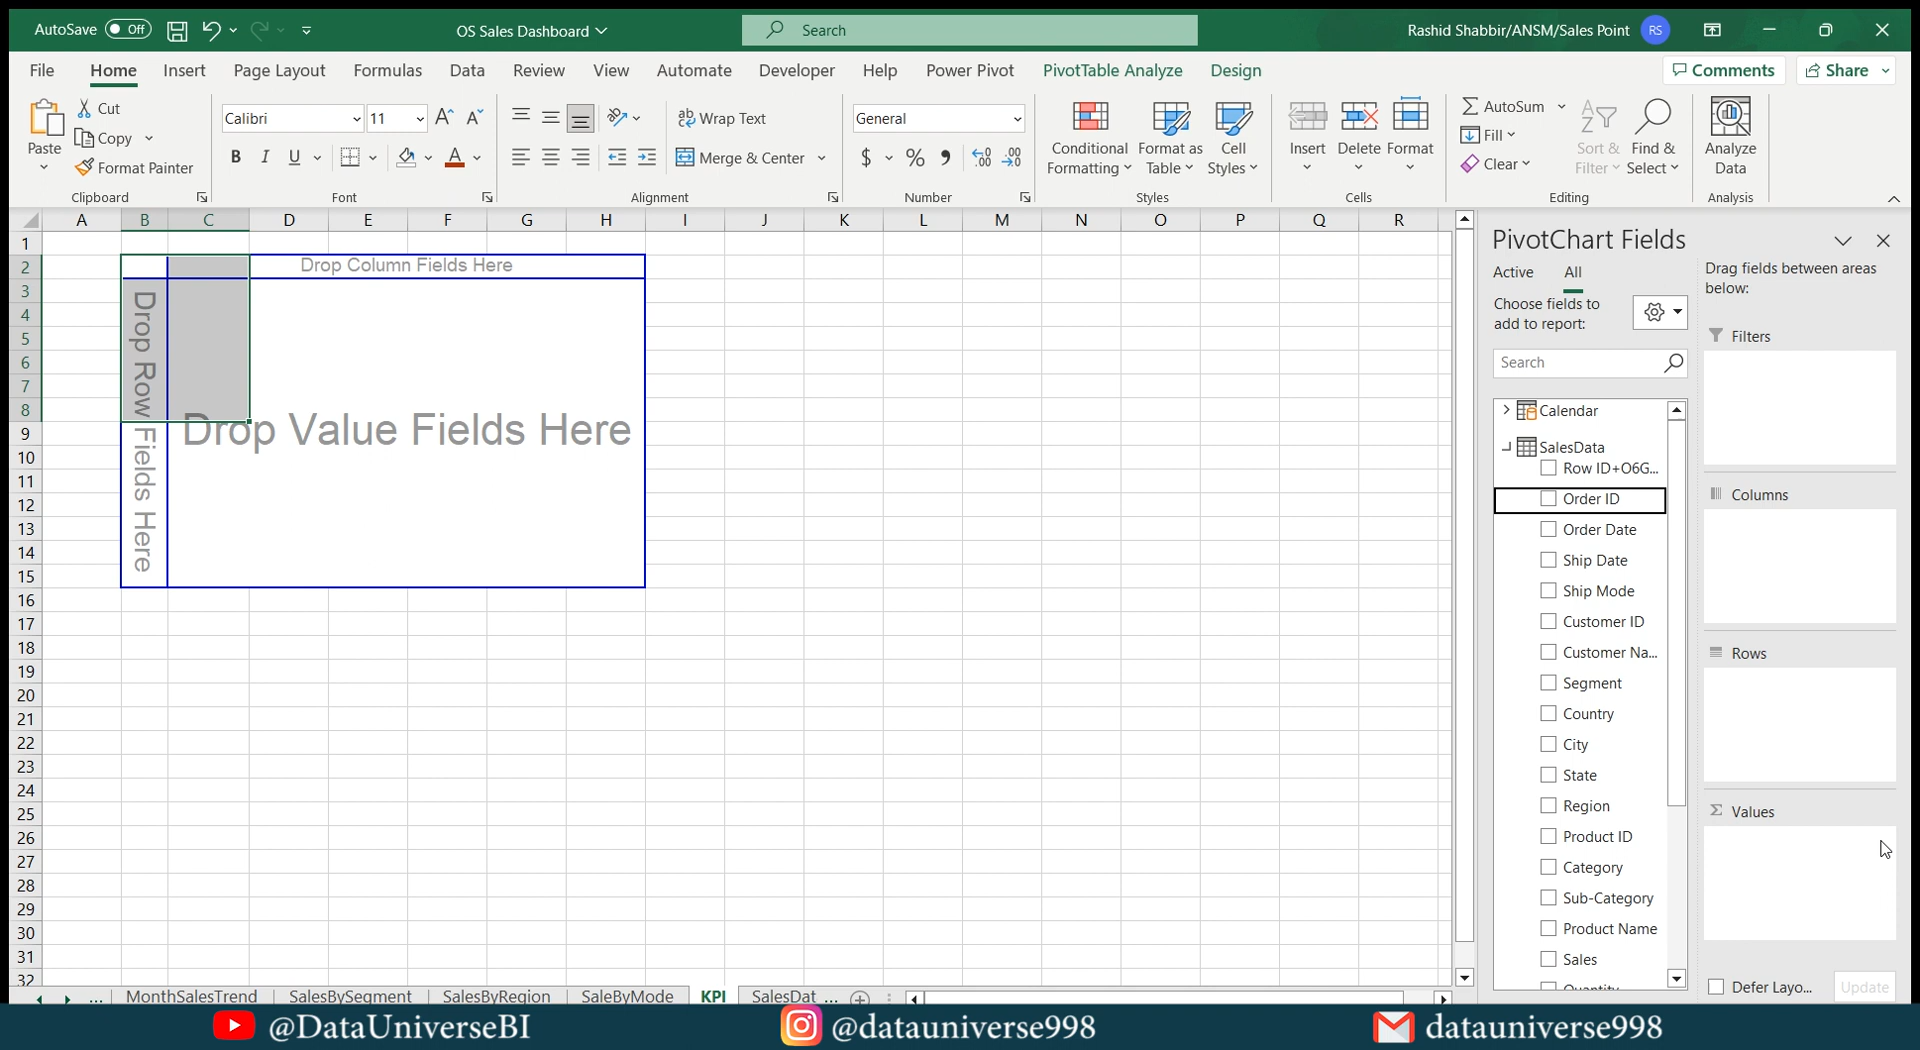 AutoSave Off
OS Sales Dashboard
Search
Rashid Shabbir/ANSM/Sales Point RS
File Home Insert Page Layout Formulas Data Review View Automate Developer Help Power Pivot PivotTable Analyze Design Comments Share
Paste
Cut
Copy
Format Painter
Clipboard
Calibri 11
B I U A
Font
Wrap Text
Merge & Center
Alignment
General
$ % 9
Number
Conditional Formatting
Format as Table
Cell Styles
Styles
Insert
Delete
Format
Cells
AutoSum
Fill
Clear
Sort & Filter
Find & Select
Editing
Analyze Data
Analysis
A B C D E F G H I J K L M N O P Q R
1
2
3
4
5
6
7
8
9
10
11
12
13
14
15
16
17
18
19
20
21
22
23
24
25
26
27
28
29
30
31
32
Drop Column Fields Here
Drop Row Fields Here
Drop Value Fields Here
PivotChart Fields
Active All
Choose fields to
add to report:
Search
Calendar
SalesData
Row ID+O6G...
Order ID
Order Date
Ship Date
Ship Mode
Customer ID
Customer Na...
Segment
Country
City
State
Region
Product ID
Category
Sub-Category
Product Name
Sales
Quantity
Drag fields between areas
below:
Filters
Columns
Rows
Σ Values
Defer Layo...
Update
... MonthSalesTrend SalesBySegment SalesByRegion SaleByMode KPI SalesDat ...
@DataUniverseBI
@datauniverse998
datauniverse998